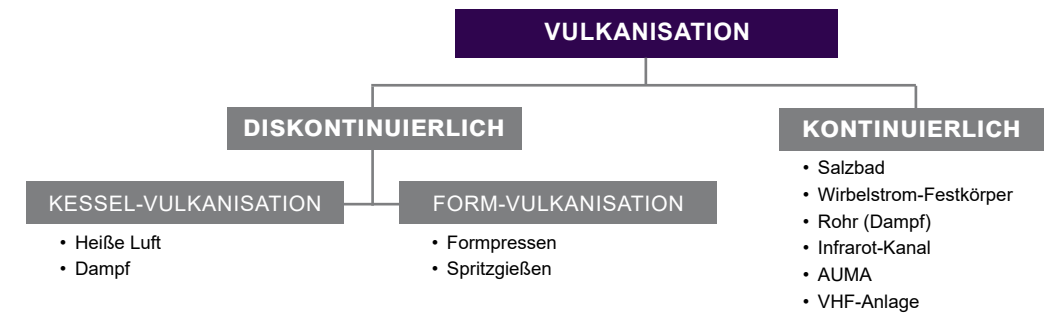 VULKANISATION
DISKONTINUIERLICH
KESSEL-VULKANISATION
• Heiße Luft
• Dampf
FORM-VULKANISATION
• Formpressen
• Spritzgießen
KONTINUIERLICH
• Salzbad
• Wirbelstrom-Festkörper
• Rohr (Dampf)
• Infrarot-Kanal
• AUMA
• VHF-Anlage